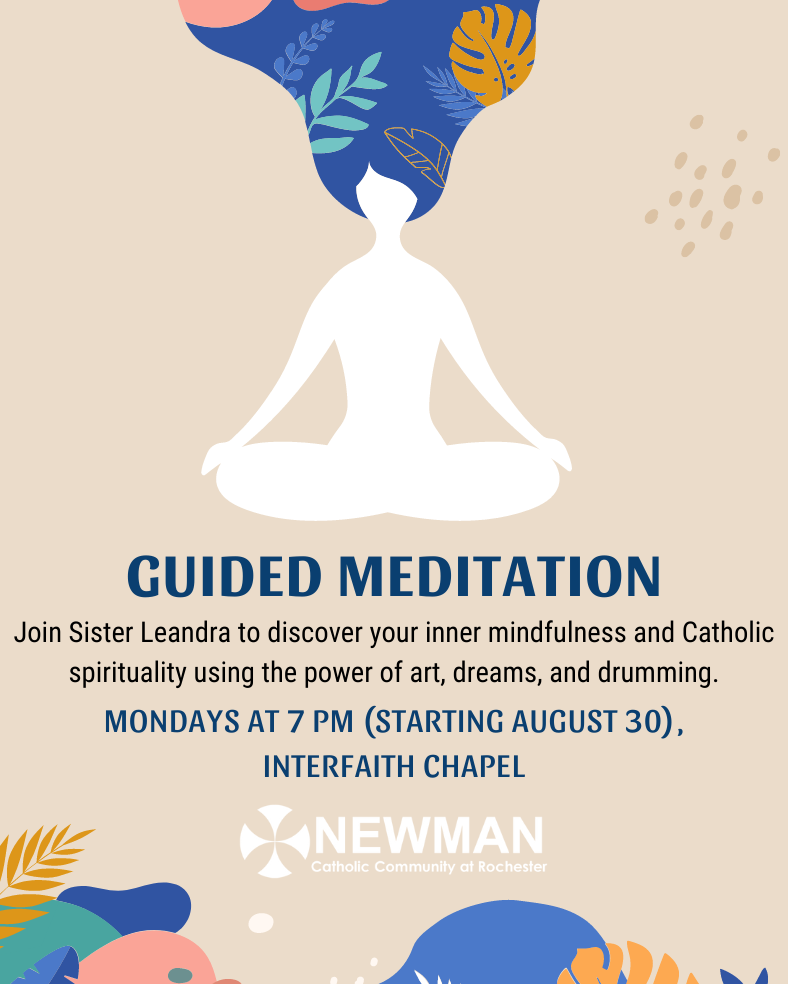 GUIDED MEDITATION
Join Sister Leandra to discover your inner mindfulness and Catholic
spirituality using the power of art, dreams, and drumming.
MONDAYS AT 7 PM (STARTING AUGUST 30),
INTERFAITH CHAPEL
NEWMAN
Catholic Community at Rochester